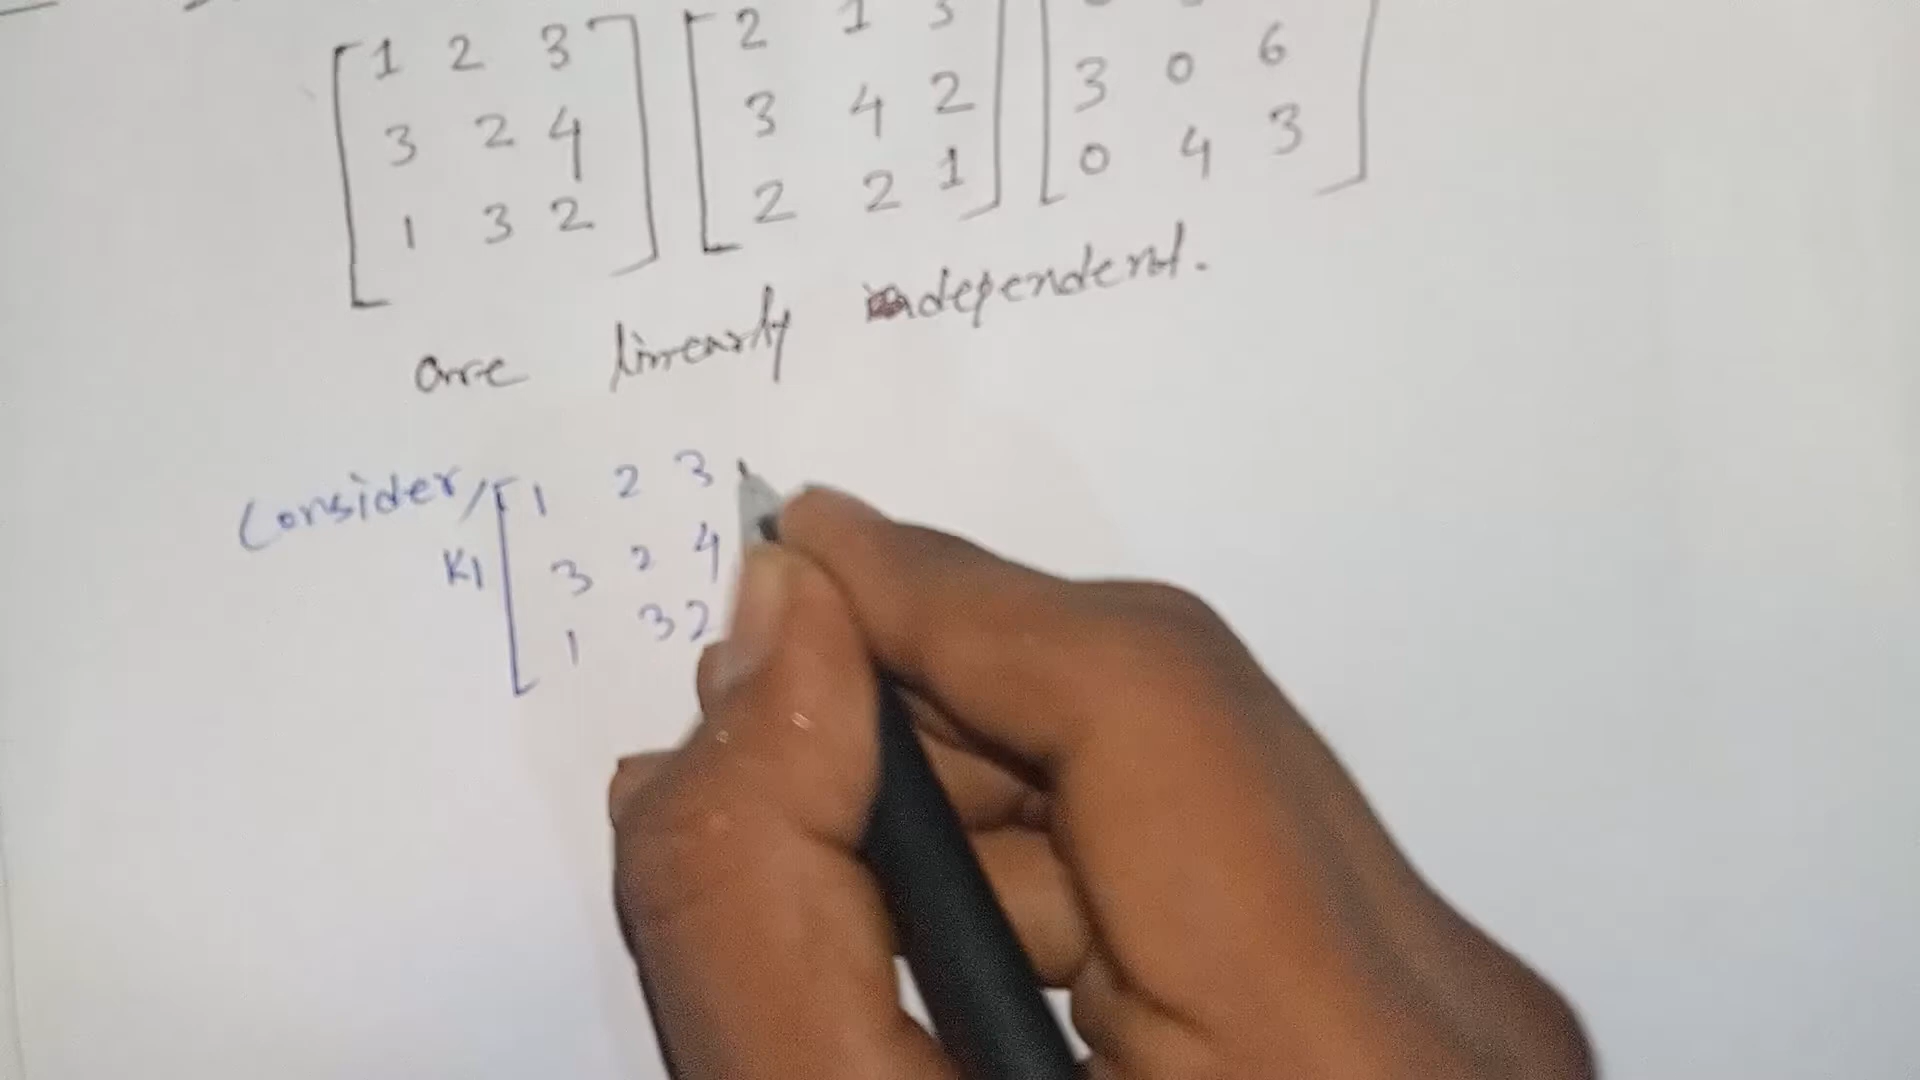 1 2 3 2 1 3
3 2 4 3 4 2 3 0 6
1 3 2 2 2 1 0 4 3
are linearly dependent.
Consider, 1 2 3
K1 3 2 4
1 3 2